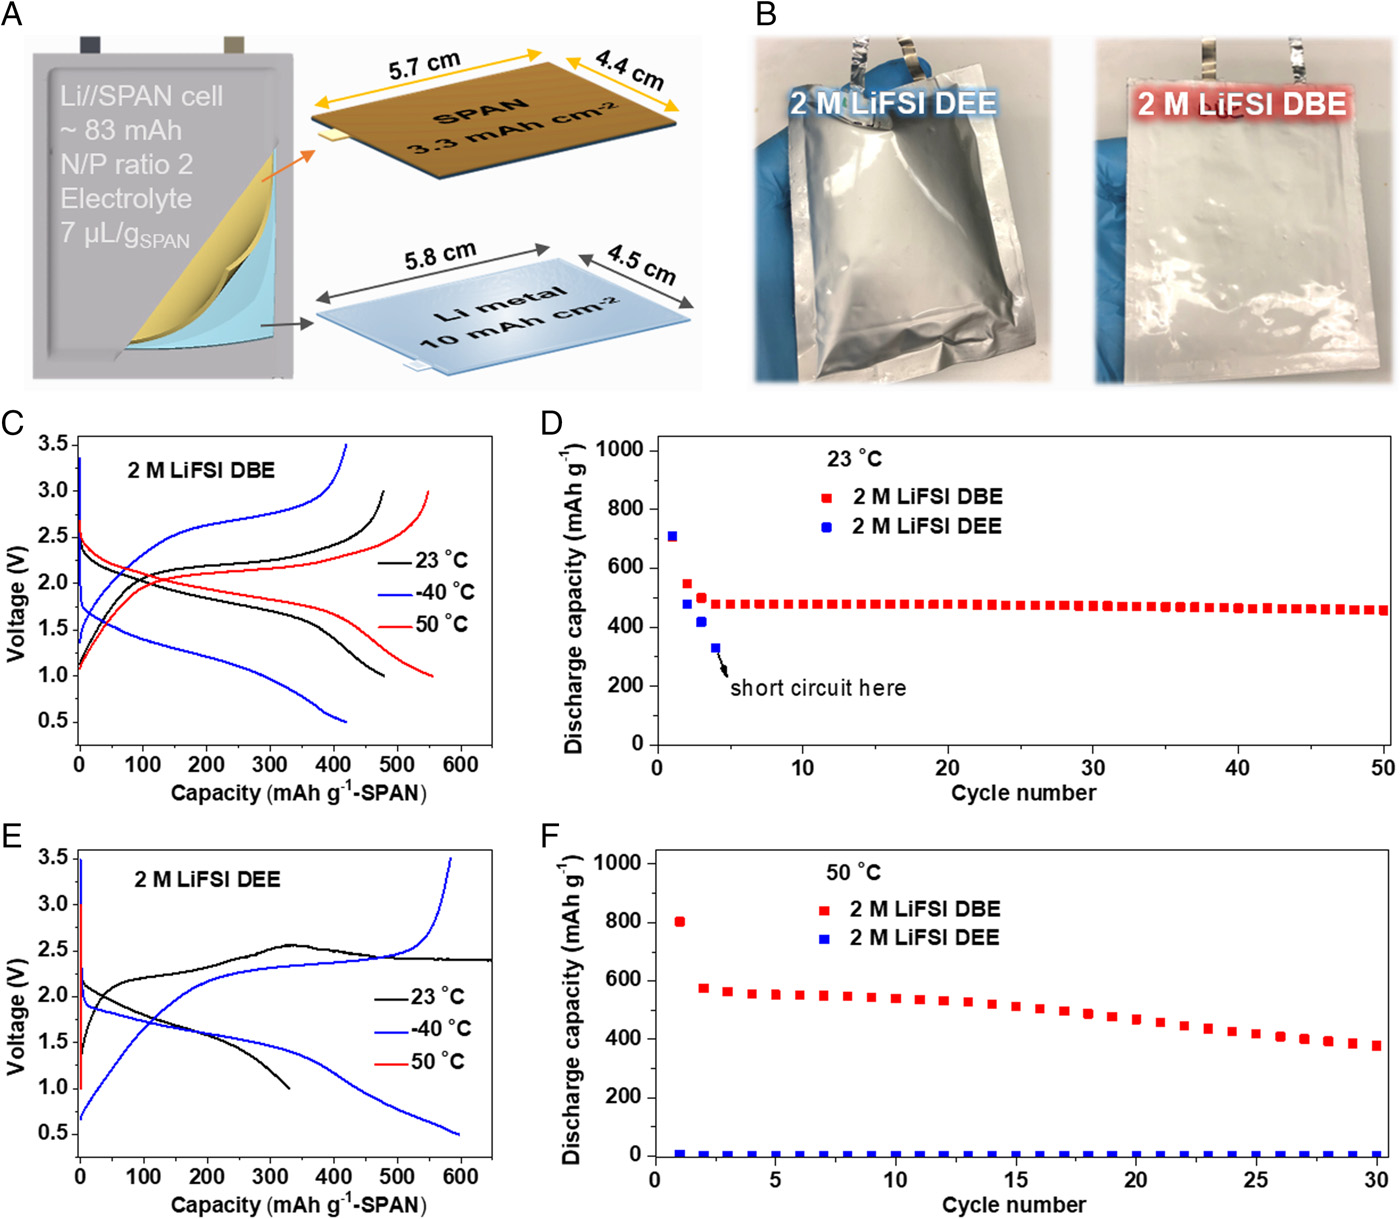 A
Li//SPAN cell
~ 83 mAh
N/P ratio 2
Electrolyte
7 µL/gSPAN
5.7 cm
4.4 cm
SPAN
3.3 mAh cm-2
5.8 cm
4.5 cm
Li metal
10 mAh cm-2
B
2 M LiFSI DEE
2 M LiFSI DBE
C
2 M LiFSI DBE
23 °C
-40 °C
50 °C
Voltage (V)
3.5
3.0
2.5
2.0
1.5
1.0
0.5
0 100 200 300 400 500 600
Capacity (mAh g-1-SPAN)
D
23 °C
2 M LiFSI DBE
2 M LiFSI DEE
short circuit here
Discharge capacity (mAh g-1)
1000
800
600
400
200
0
0 10 20 30 40 50
Cycle number
E
2 M LiFSI DEE
23 °C
-40 °C
50 °C
Voltage (V)
3.5
3.0
2.5
2.0
1.5
1.0
0.5
0 100 200 300 400 500 600
Capacity (mAh g-1-SPAN)
F
50 °C
2 M LiFSI DBE
2 M LiFSI DEE
Discharge capacity (mAh g-1)
1000
800
600
400
200
0
0 5 10 15 20 25 30
Cycle number